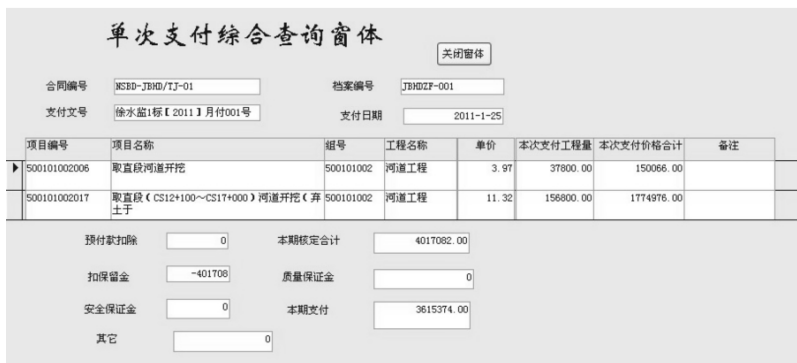 单次支付综合查询窗体
关闭窗体
合同编号 NSBD-JBHD/TJ-01 档案编号 JBHDZF-001
支付文号 徐水监1标【2011】月付001号 支付日期 2011-1-25
项目编号 项目名称 组号 工程名称 单价 本次支付工程量 本次支付价格合计 备注
500101002006 取直段河道开挖 500101002 河道工程 3.97 37800.00 150066.00
500101002017 取直段(CS12+100～CS17+000)河道开挖(弃 500101002 河道工程 11.32 156800.00 1774976.00
土于
预付款扣除 0 本期核定合计 4017082.00
扣保留金 -401708 质量保证金 0
安全保证金 0 本期支付 3615374.00
其它 0